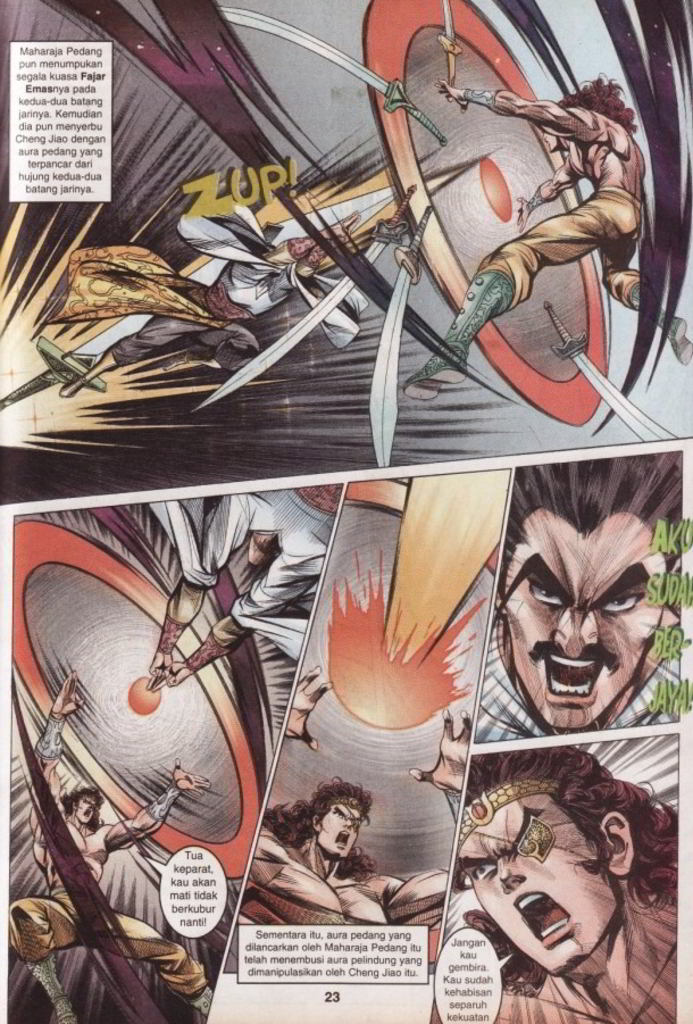 Maharaja Pedang
pun menumpukan
segala kuasa Fajar
Emasnya pada
kedua-dua batang
jarinya. Kemudian
dia pun menyerbu
Cheng Jiao dengan
aura pedang yang
terpancar dari
hujung kedua-dua
batang jarinya.
ZUP!
Tua
keparat,
kau akan
mati tidak
berkubur
nanti!
Sementara itu, aura pedang yang
dilancarkan oleh Maharaja Pedang itu
telah menembusi aura pelindung yang
dimanipulasikan oleh Cheng Jiao itu.
AKU
SUDAH
BER-
JAYA!
Jangan
kau
gembira.
Kau sudah
kehabisan
separuh
kekuatan
23